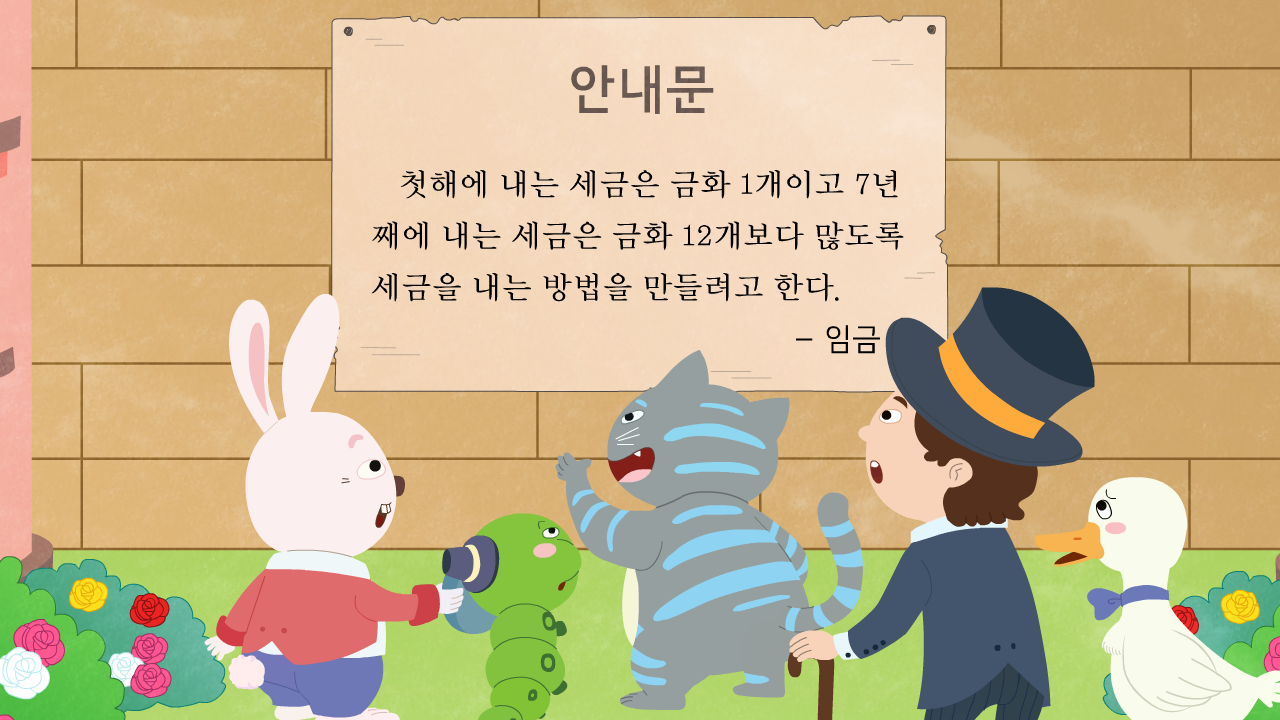 안내문
첫해에 내는 세금은 금화 1개이고 7년
째에 내는 세금은 금화 12개보다 많도록
세금을 내는 방법을 만들려고 한다.
- 임금